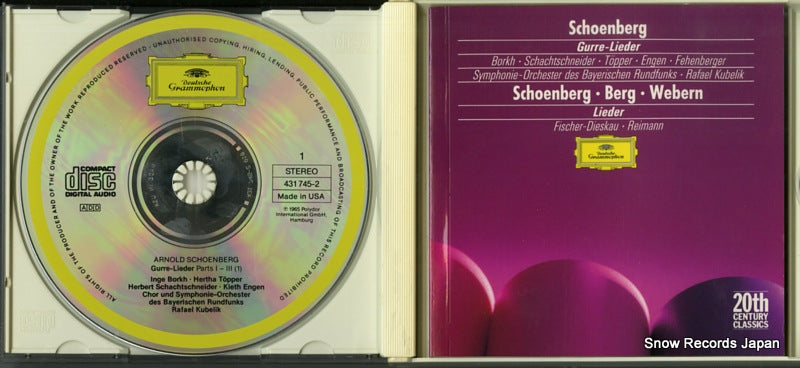 ALL RIGHTS OF THE PRODUCER AND OF THE OWNER OF THE WORK REPRODUCED RESERVED · UNAUTHORISED COPYING, HIRING, LENDING, PUBLIC PERFORMANCE AND BROADCASTING OF THIS RECORD PROHIBITED
Deutsche
Grammophon
COMPACT
disc
DIGITAL AUDIO
ADD
1
STEREO
431 745-2
Made in USA
℗ 1965 Polydor
International GmbH,
Hamburg
ARNOLD SCHOENBERG
Gurre-Lieder Parts I – III (1)
Inge Borkh · Hertha Töpper
Herbert Schachtschneider · Kieth Engen
Chor und Symphonie-Orchester
des Bayerischen Rundfunks
Rafael Kubelik
Schoenberg
Gurre-Lieder
Borkh · Schachtschneider · Töpper · Engen · Fehenberger
Symphonie-Orchester des Bayerischen Rundfunks · Rafael Kubelik
Schoenberg · Berg · Webern
Lieder
Fischer-Dieskau · Reimann
Deutsche
Grammophon
20th
CENTURY
CLASSICS
Snow Records Japan